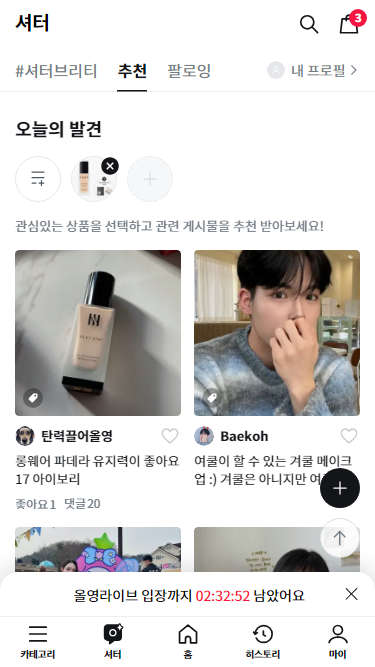 셔터
3
#셔터브리티 추천 팔로잉 내 프로필
오늘의 발견
관심있는 상품을 선택하고 관련 게시물을 추천 받아보세요!
탄력끌어올영
Baekoh
롱웨어 파데라 유지력이 좋아요
17 아이보리
좋아요 1 댓글 20
여쿨이 할 수 있는 겨쿨 메이크
업 :) 겨쿨은 아니지만
올영라이브 입장까지 02:32:52 남았어요
카테고리 셔터 홈 히스토리 마이